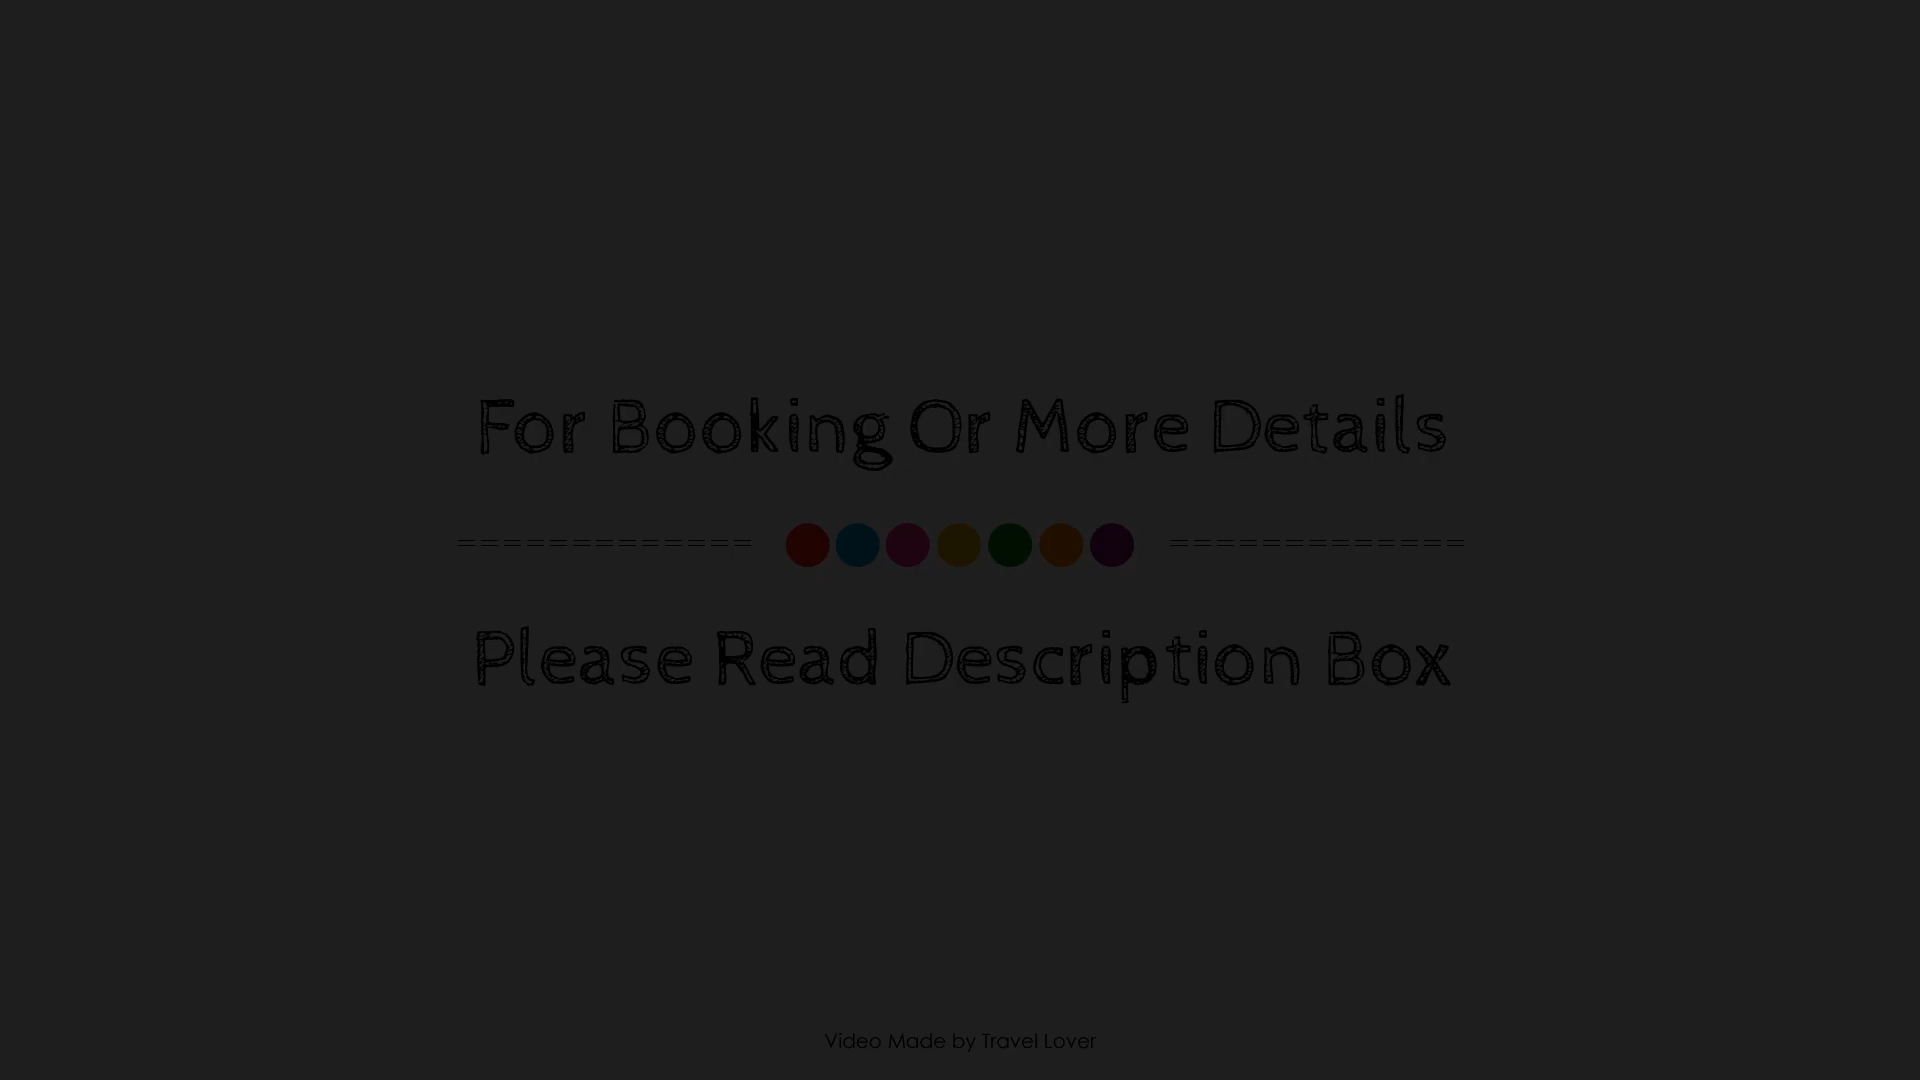 For Booking Or More Details
============= =============
Please Read Description Box
Video Made by Travel Lover